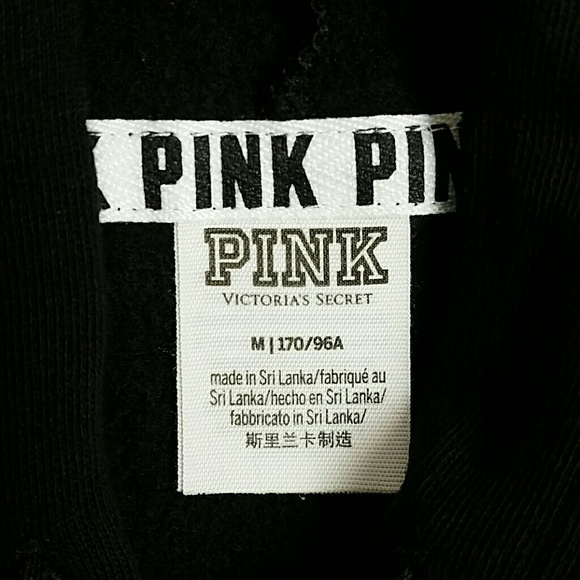 PINK PIN
PINK
VICTORIA'S SECRET
M | 170/96A
made in Sri Lanka/fabriqué au
Sri Lanka/hecho en Sri Lanka/
fabbricato in Sri Lanka/
斯里兰卡制造